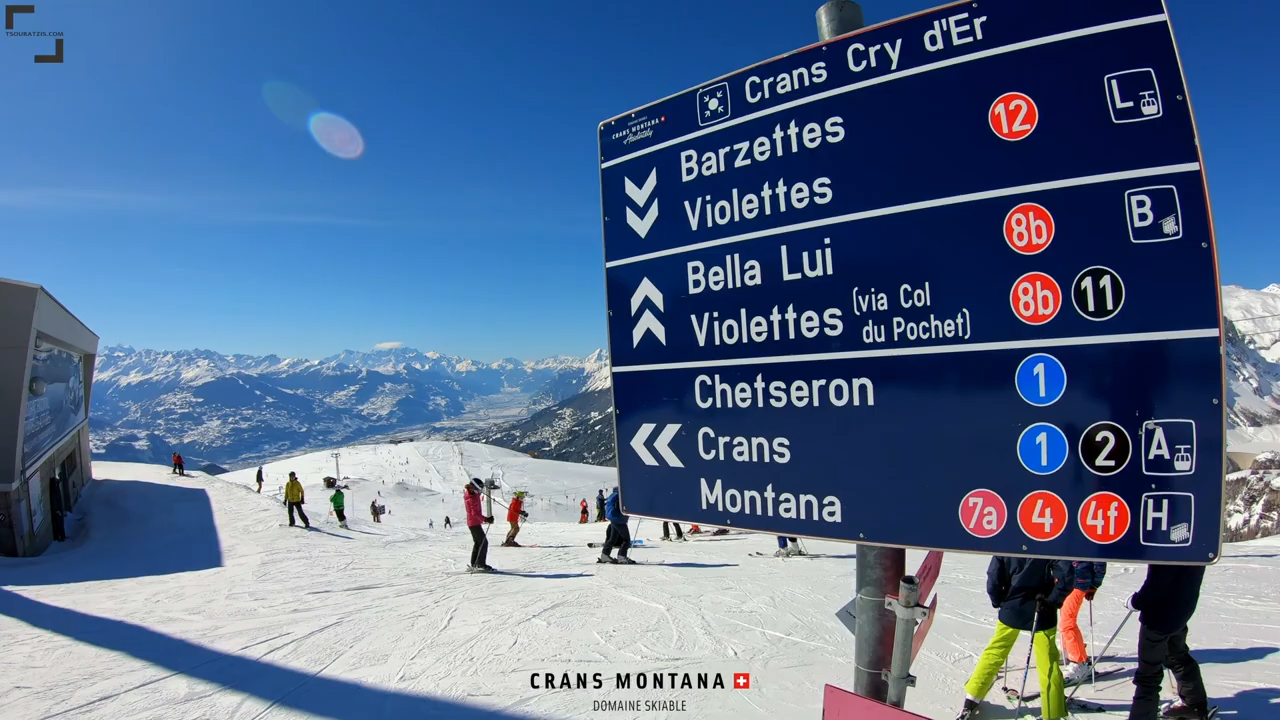 TSOURATZIS.COM
Crans Cry d'Er
CRANS MONTANA
Absolutely
Barzettes
12
L
Violettes
Bella Lui
8b
B
Violettes (via Col
du Pochet)
8b 11
Chetseron
1
Crans
1 2 A
Montana
7a 4 4f H
CRANS MONTANA
DOMAINE SKIABLE